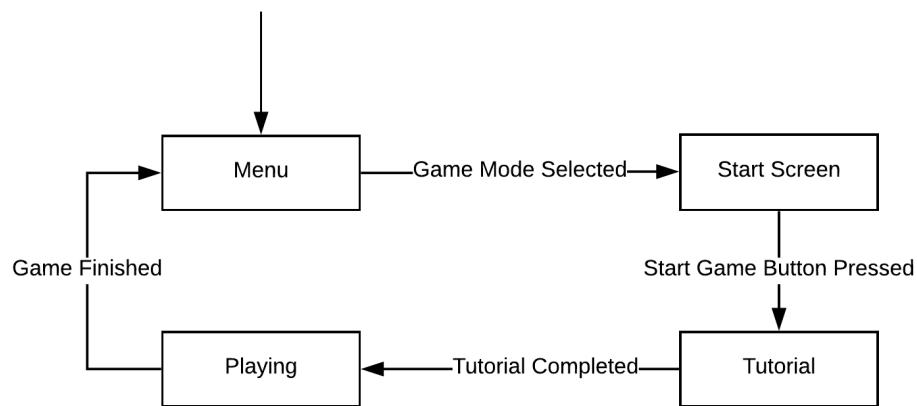 Menu
Game Mode Selected
Start Screen
Game Finished
Start Game Button Pressed
Playing
Tutorial Completed
Tutorial